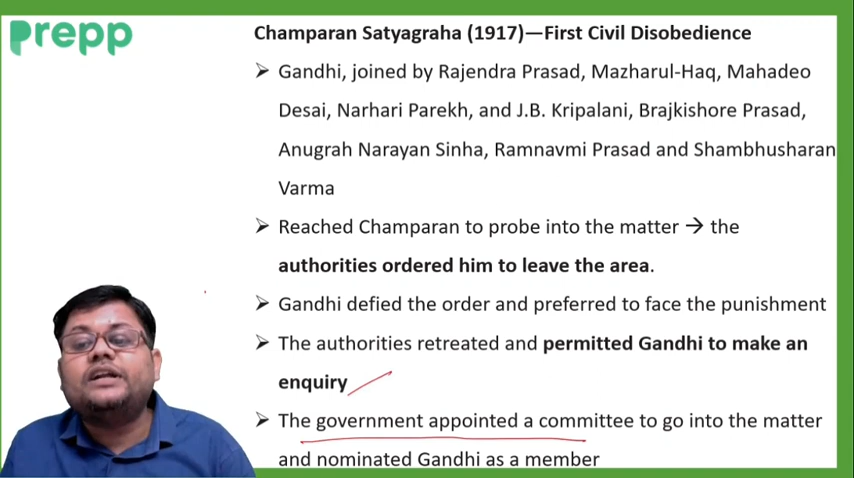 prepp
Champaran Satyagraha (1917)—First Civil Disobedience
➢ Gandhi, joined by Rajendra Prasad, Mazharul-Haq, Mahadeo
Desai, Narhari Parekh, and J.B. Kripalani, Brajkishore Prasad,
Anugrah Narayan Sinha, Ramnavmi Prasad and Shambhusharan
Varma
➢ Reached Champaran to probe into the matter → the
authorities ordered him to leave the area.
➢ Gandhi defied the order and preferred to face the punishment
➢ The authorities retreated and permitted Gandhi to make an
enquiry
➢ The government appointed a committee to go into the matter
and nominated Gandhi as a member